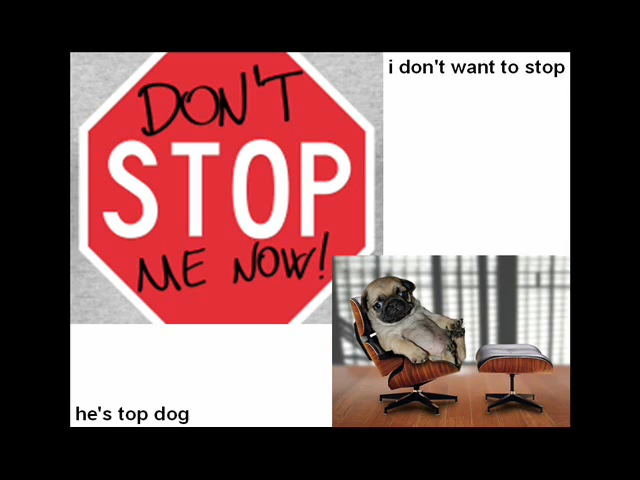 DON'T
STOP
ME NOW!
i don't want to stop
he's top dog